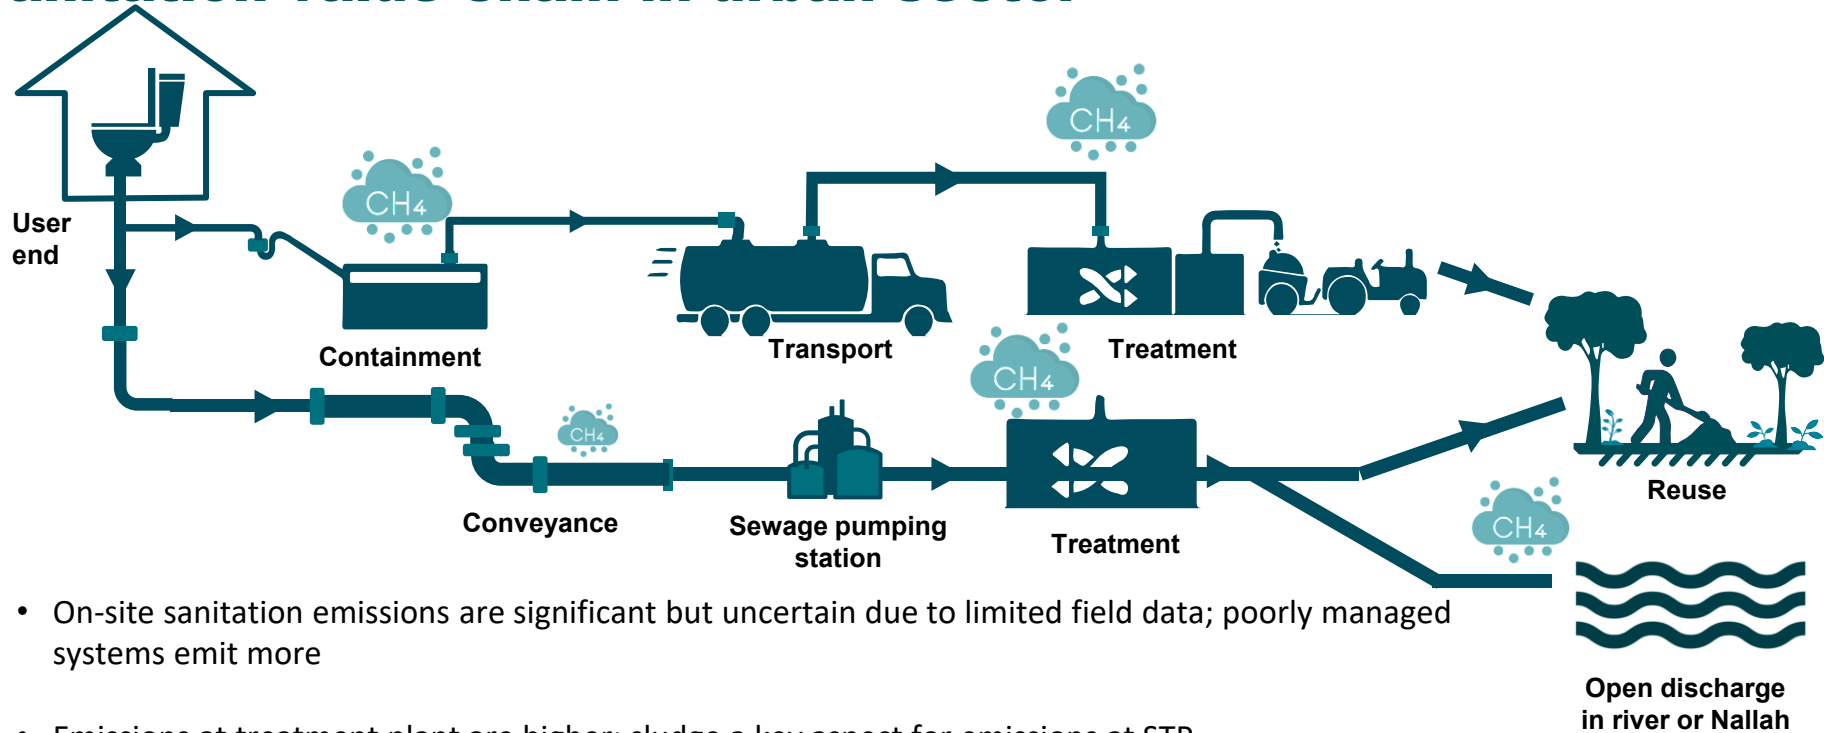 CH4
CH4
User
end
Containment
Transport
CH4
Treatment
CH4
Conveyance
Sewage pumping
station
Treatment
Reuse
CH4
• On-site sanitation emissions are significant but uncertain due to limited field data; poorly managed
systems emit more
Open discharge
in river or Nallah